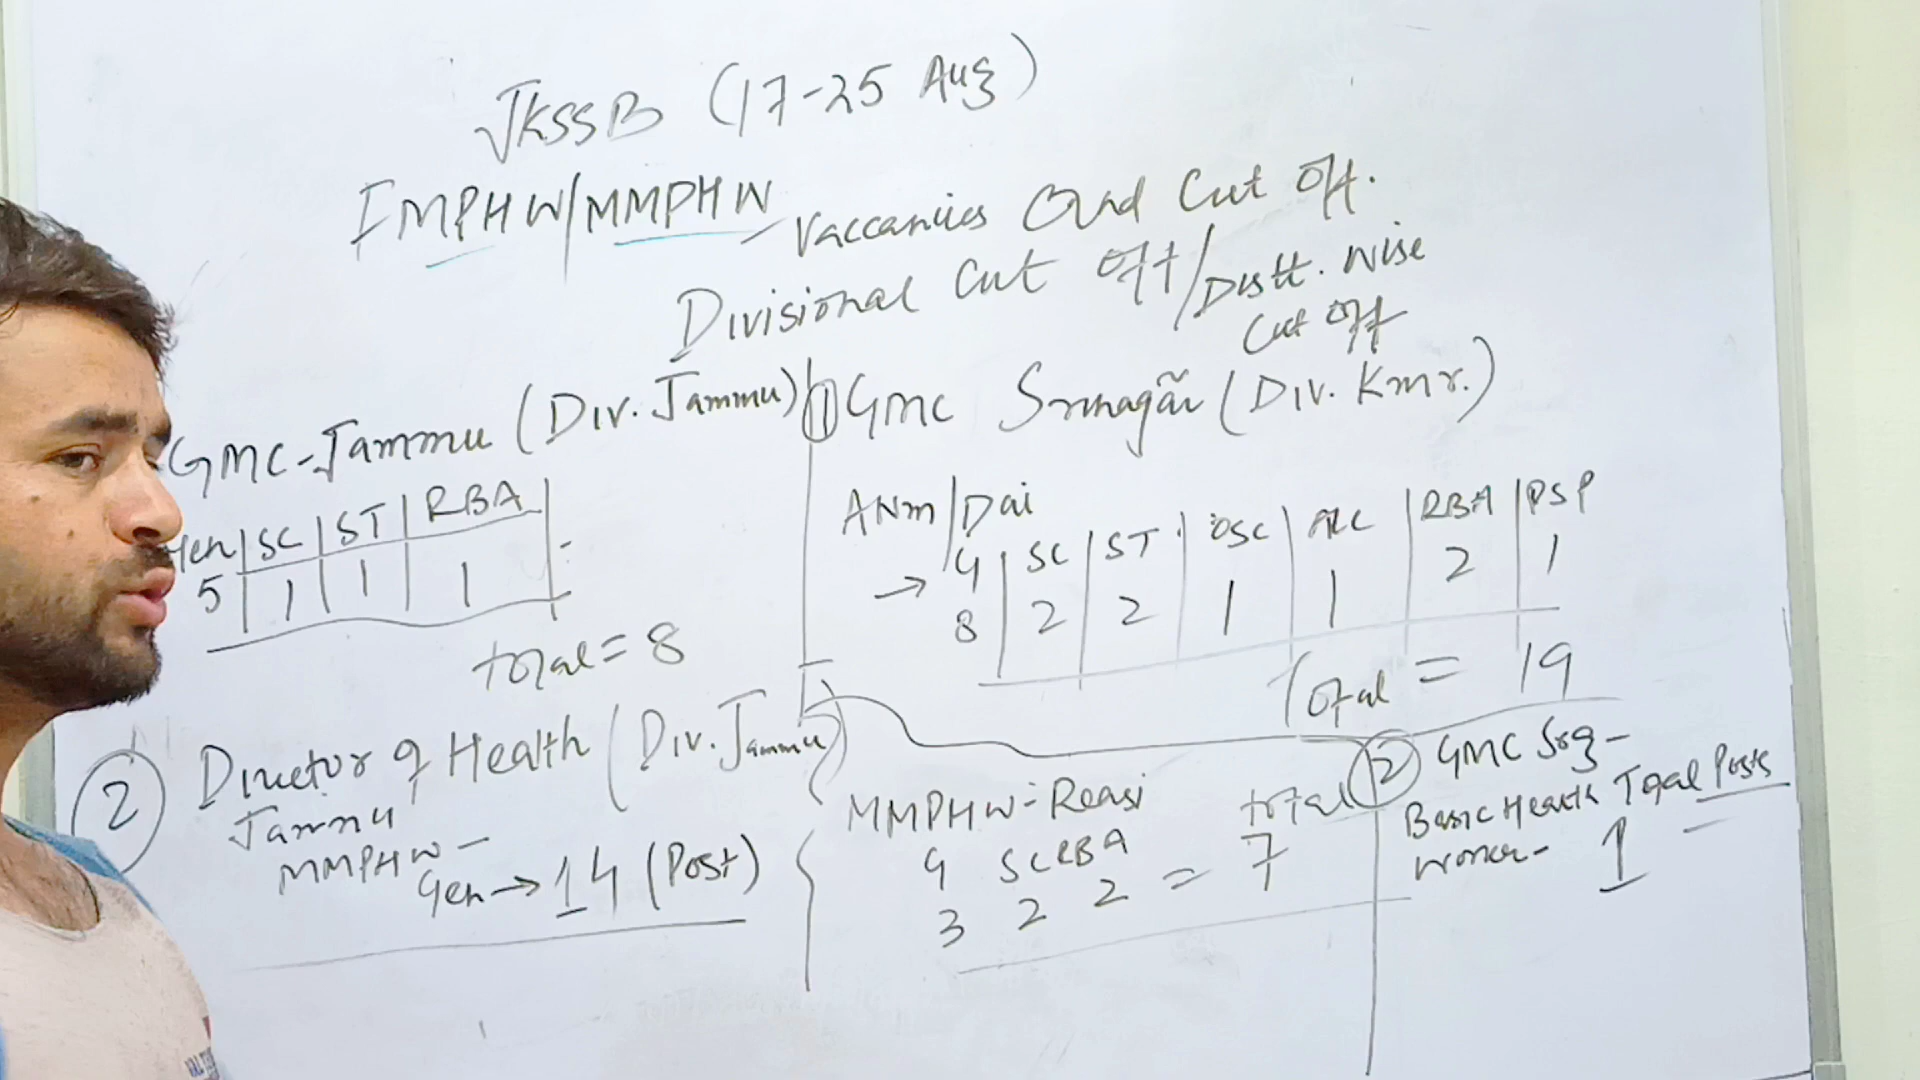 JKSSB (17-25 Aug)
FMPHW/MMPHW - Vaccancies and Cut Off.
Divisional Cut Off/Distt. Wise
Cut Off
GMC-Jammu (Div. Jammu)
Gen SC ST RBA
5 1 1 1
total = 8
① GMC Srinagar (Div. Kmr.)
ANM/Dai
→ G SC ST OSC ALC RBA PSP
8 2 2 1 1 2 1
Total = 19
② Director of Health (Div. Jammu)
Jammu
MMPHW -
Gen → 14 (Post)
MMPHW - Reasi
G SC RBA total
3 2 2 = 7
② GMC Srg -
Basic Health Total Posts
Worker - 1